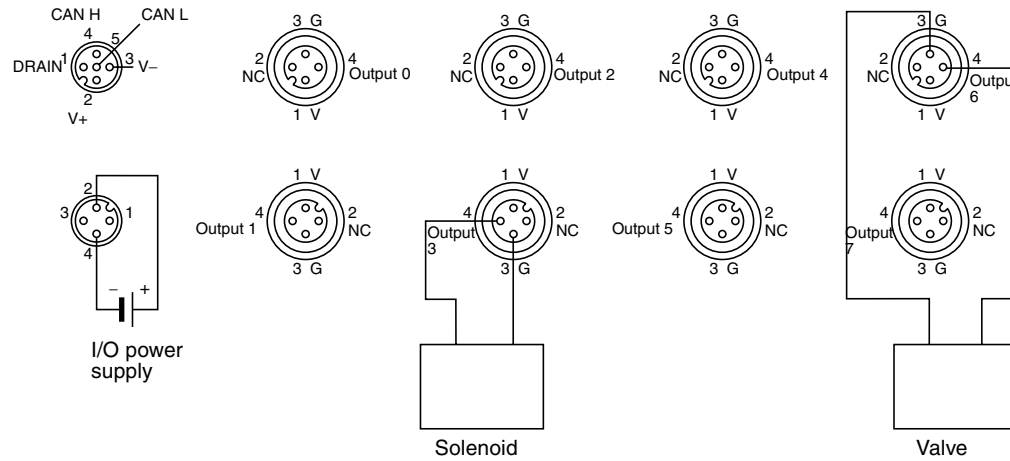 CAN H CAN L
4 5
DRAIN 1 3 V–
2
V+
3 G
2 4
NC Output 0
1 V
3 G
2 4
NC Output 2
1 V
3 G
2 4
NC Output 4
1 V
3 G
2 4
NC Output
6
1 V
2
3 1
4
– +
I/O power
supply
1 V
4 2
Output 1 NC
3 G
1 V
4 2
Output NC
3
3 G
1 V
4 2
Output 5 NC
3 G
1 V
4 2
Output NC
7
3 G
Solenoid
Valve